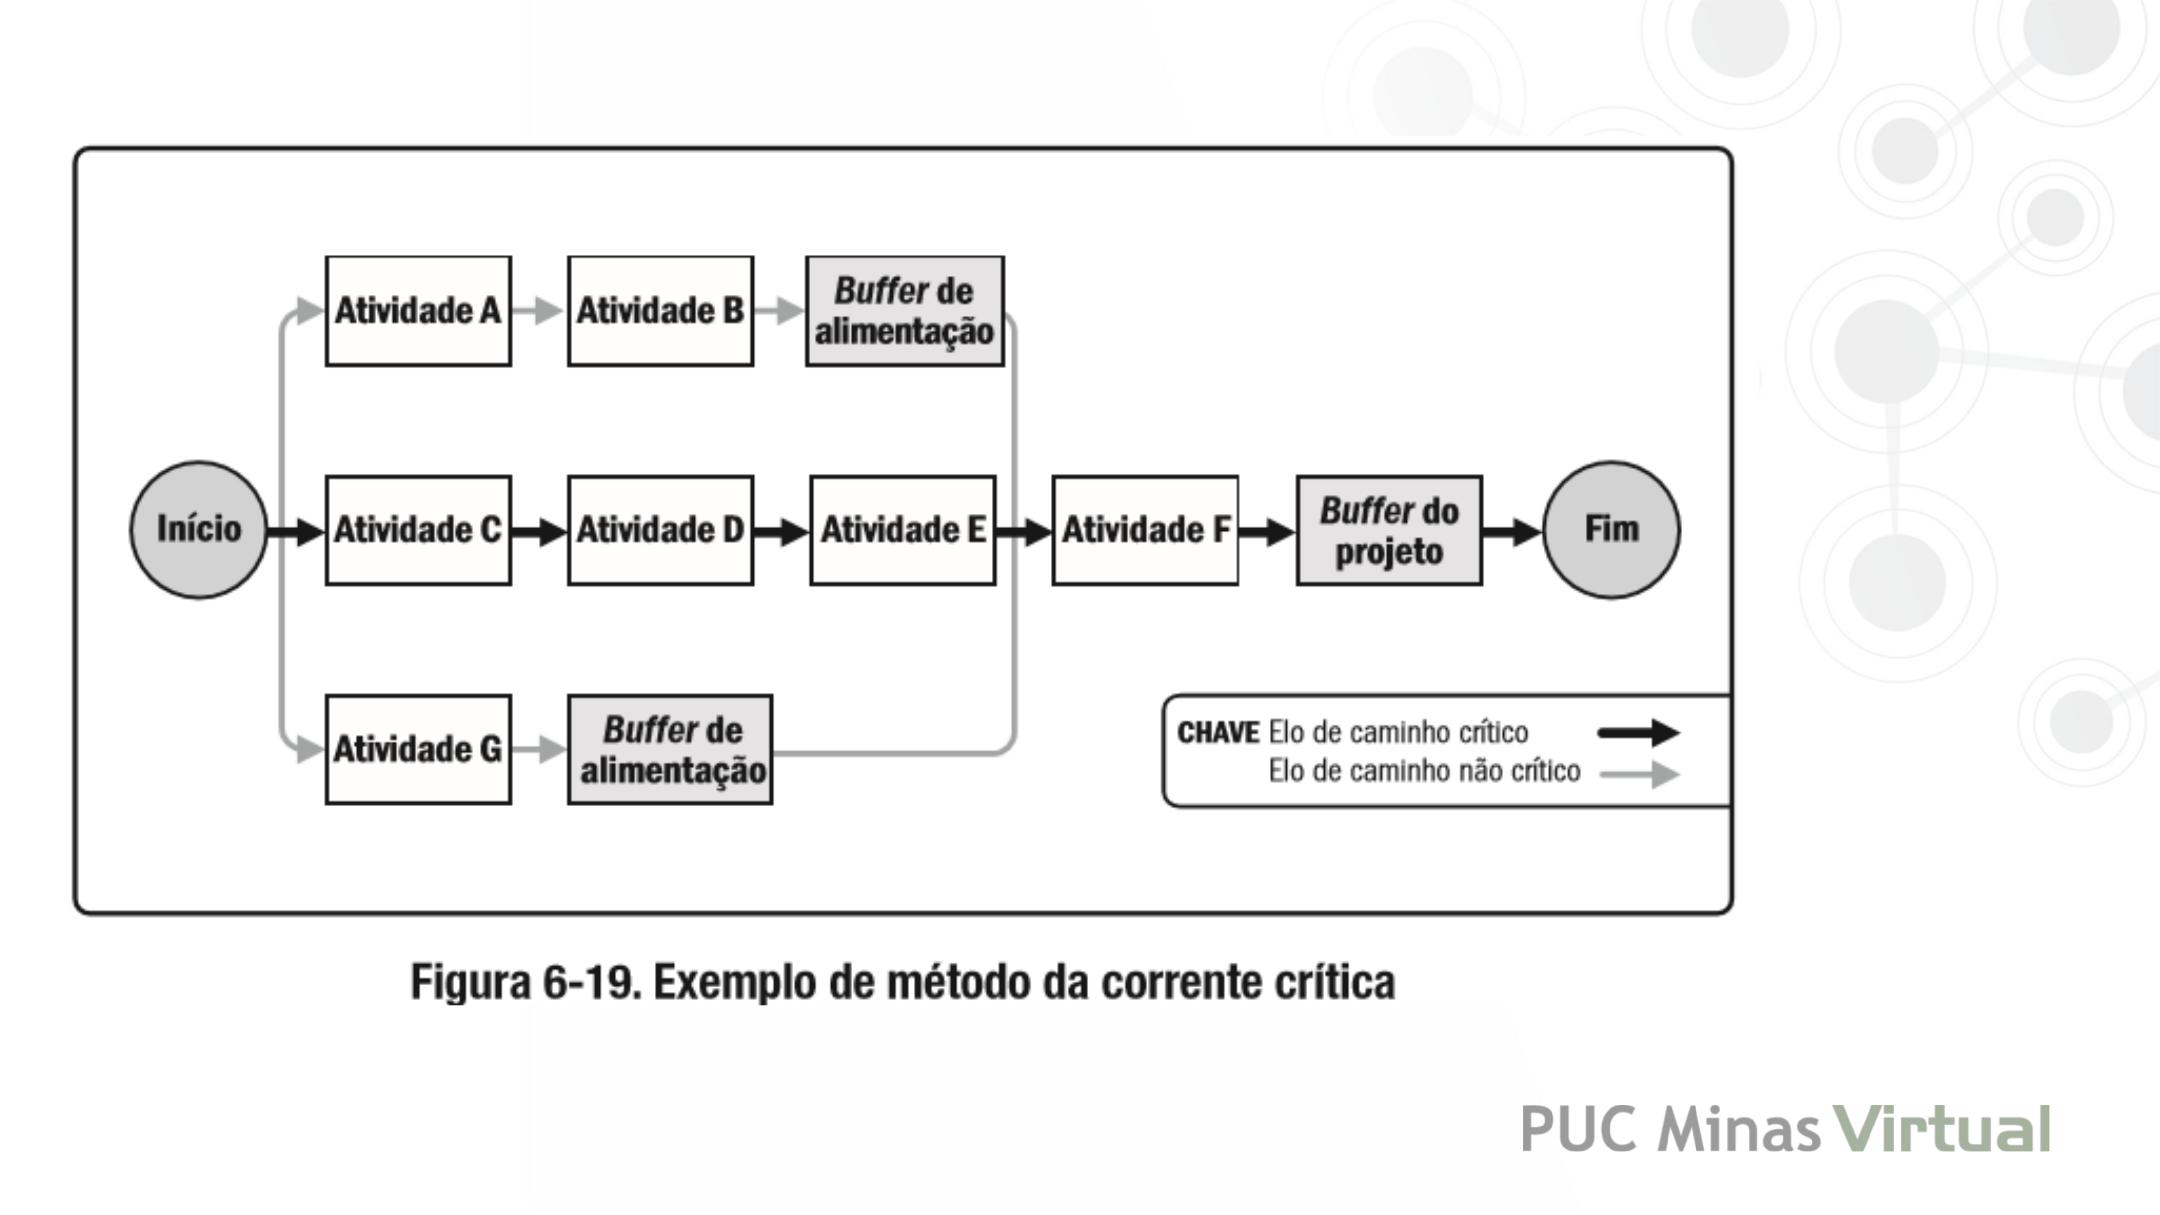 Atividade A
Atividade B
Buffer de
alimentação
Início
Atividade C
Atividade D
Atividade E
Atividade F
Buffer do
projeto
Fim
Atividade G
Buffer de
alimentação
CHAVE Elo de caminho crítico
Elo de caminho não crítico
Figura 6-19. Exemplo de método da corrente crítica
PUC Minas Virtual